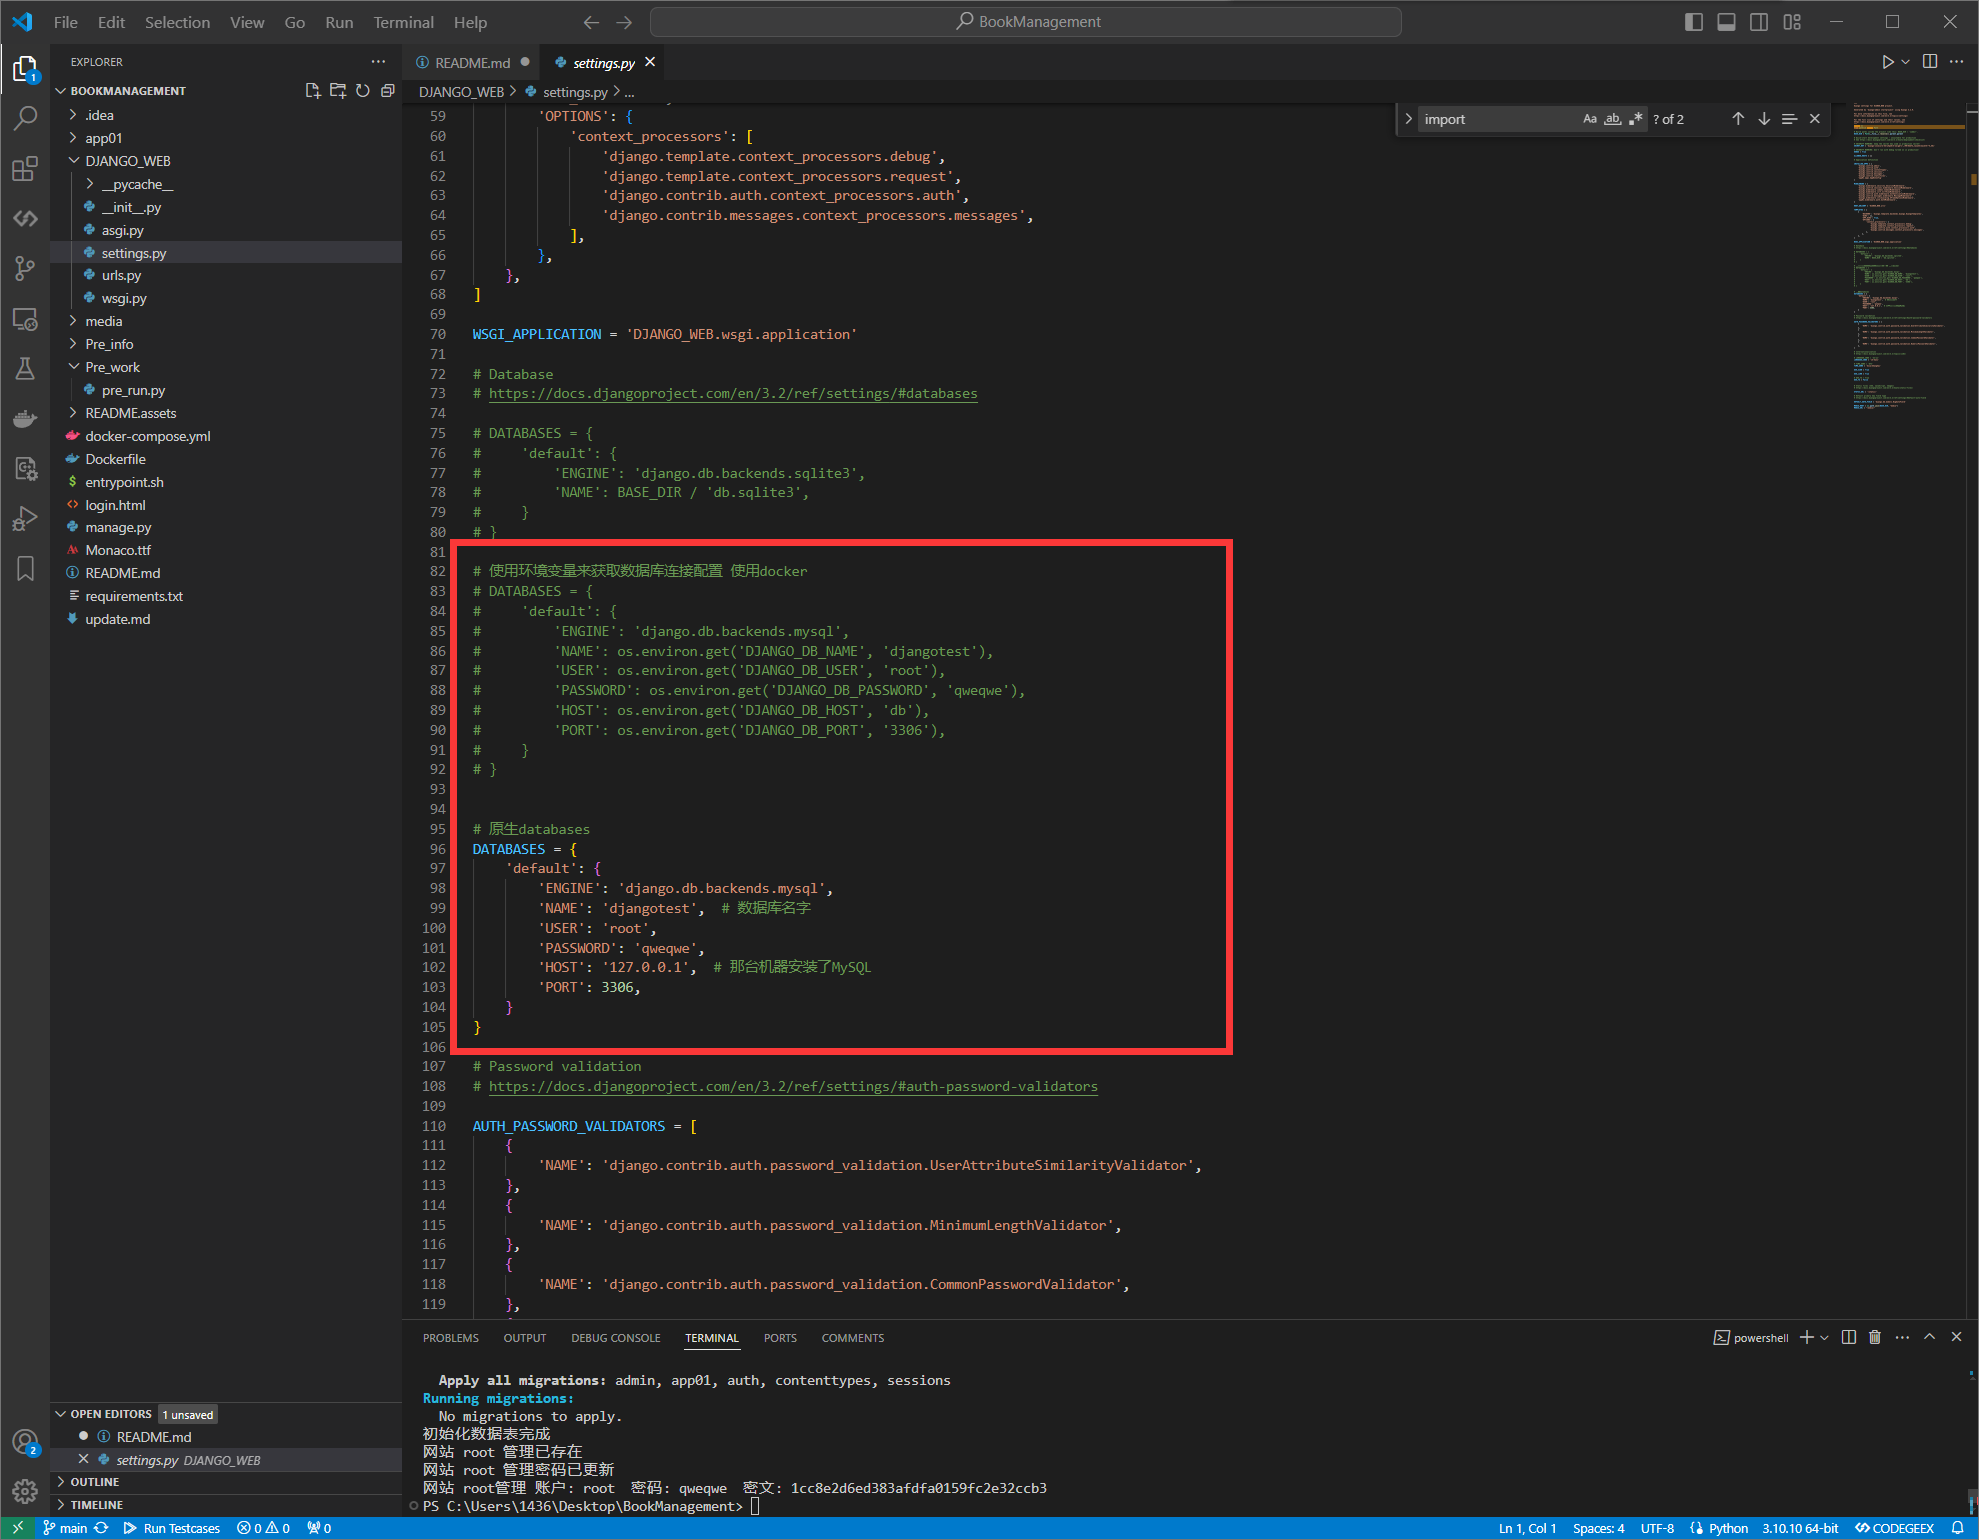 File Edit Selection View Go Run Terminal Help
BookManagement
EXPLORER
BOOKMANAGEMENT
.idea
app01
DJANGO_WEB
__pycache__
__init__.py
asgi.py
settings.py
urls.py
wsgi.py
media
Pre_info
Pre_work
pre_run.py
README.assets
docker-compose.yml
Dockerfile
entrypoint.sh
login.html
manage.py
Monaco.ttf
README.md
requirements.txt
update.md
OPEN EDITORS 1 unsaved
README.md
settings.py DJANGO_WEB
OUTLINE
TIMELINE
README.md settings.py
DJANGO_WEB > settings.py > ...
import Aa ab .* ? of 2
59 'OPTIONS': {
60 'context_processors': [
61 'django.template.context_processors.debug',
62 'django.template.context_processors.request',
63 'django.contrib.auth.context_processors.auth',
64 'django.contrib.messages.context_processors.messages',
65 ],
66 },
67 },
68 ]
69
70 WSGI_APPLICATION = 'DJANGO_WEB.wsgi.application'
71
72 # Database
73 # https://docs.djangoproject.com/en/3.2/ref/settings/#databases
74
75 # DATABASES = {
76 # 'default': {
77 # 'ENGINE': 'django.db.backends.sqlite3',
78 # 'NAME': BASE_DIR / 'db.sqlite3',
79 # }
80 # }
81
82 # 使用环境变量来获取数据库连接配置 使用docker
83 # DATABASES = {
84 # 'default': {
85 # 'ENGINE': 'django.db.backends.mysql',
86 # 'NAME': os.environ.get('DJANGO_DB_NAME', 'djangotest'),
87 # 'USER': os.environ.get('DJANGO_DB_USER', 'root'),
88 # 'PASSWORD': os.environ.get('DJANGO_DB_PASSWORD', 'qweqwe'),
89 # 'HOST': os.environ.get('DJANGO_DB_HOST', 'db'),
90 # 'PORT': os.environ.get('DJANGO_DB_PORT', '3306'),
91 # }
92 # }
93
94
95 # 原生databases
96 DATABASES = {
97 'default': {
98 'ENGINE': 'django.db.backends.mysql',
99 'NAME': 'djangotest', # 数据库名字
100 'USER': 'root',
101 'PASSWORD': 'qweqwe',
102 'HOST': '127.0.0.1', # 那台机器安装了MySQL
103 'PORT': 3306,
104 }
105 }
106
107 # Password validation
108 # https://docs.djangoproject.com/en/3.2/ref/settings/#auth-password-validators
109
110 AUTH_PASSWORD_VALIDATORS = [
111 {
112 'NAME': 'django.contrib.auth.password_validation.UserAttributeSimilarityValidator',
113 },
114 {
115 'NAME': 'django.contrib.auth.password_validation.MinimumLengthValidator',
116 },
117 {
118 'NAME': 'django.contrib.auth.password_validation.CommonPasswordValidator',
119 },
PROBLEMS OUTPUT DEBUG CONSOLE TERMINAL PORTS COMMENTS
powershell
Apply all migrations: admin, app01, auth, contenttypes, sessions
Running migrations:
No migrations to apply.
初始化数据表完成
网站 root 管理已存在
网站 root 管理密码已更新
网站 root管理 账户: root 密码: qweqwe 密文: 1cc8e2d6ed383afdfa0159fc2e32ccb3
PS C:\Users\1436\Desktop\BookManagement>
main Run Testcases 0 0 0
Ln 1, Col 1 Spaces: 4 UTF-8 Python 3.10.10 64-bit CODEGEEX